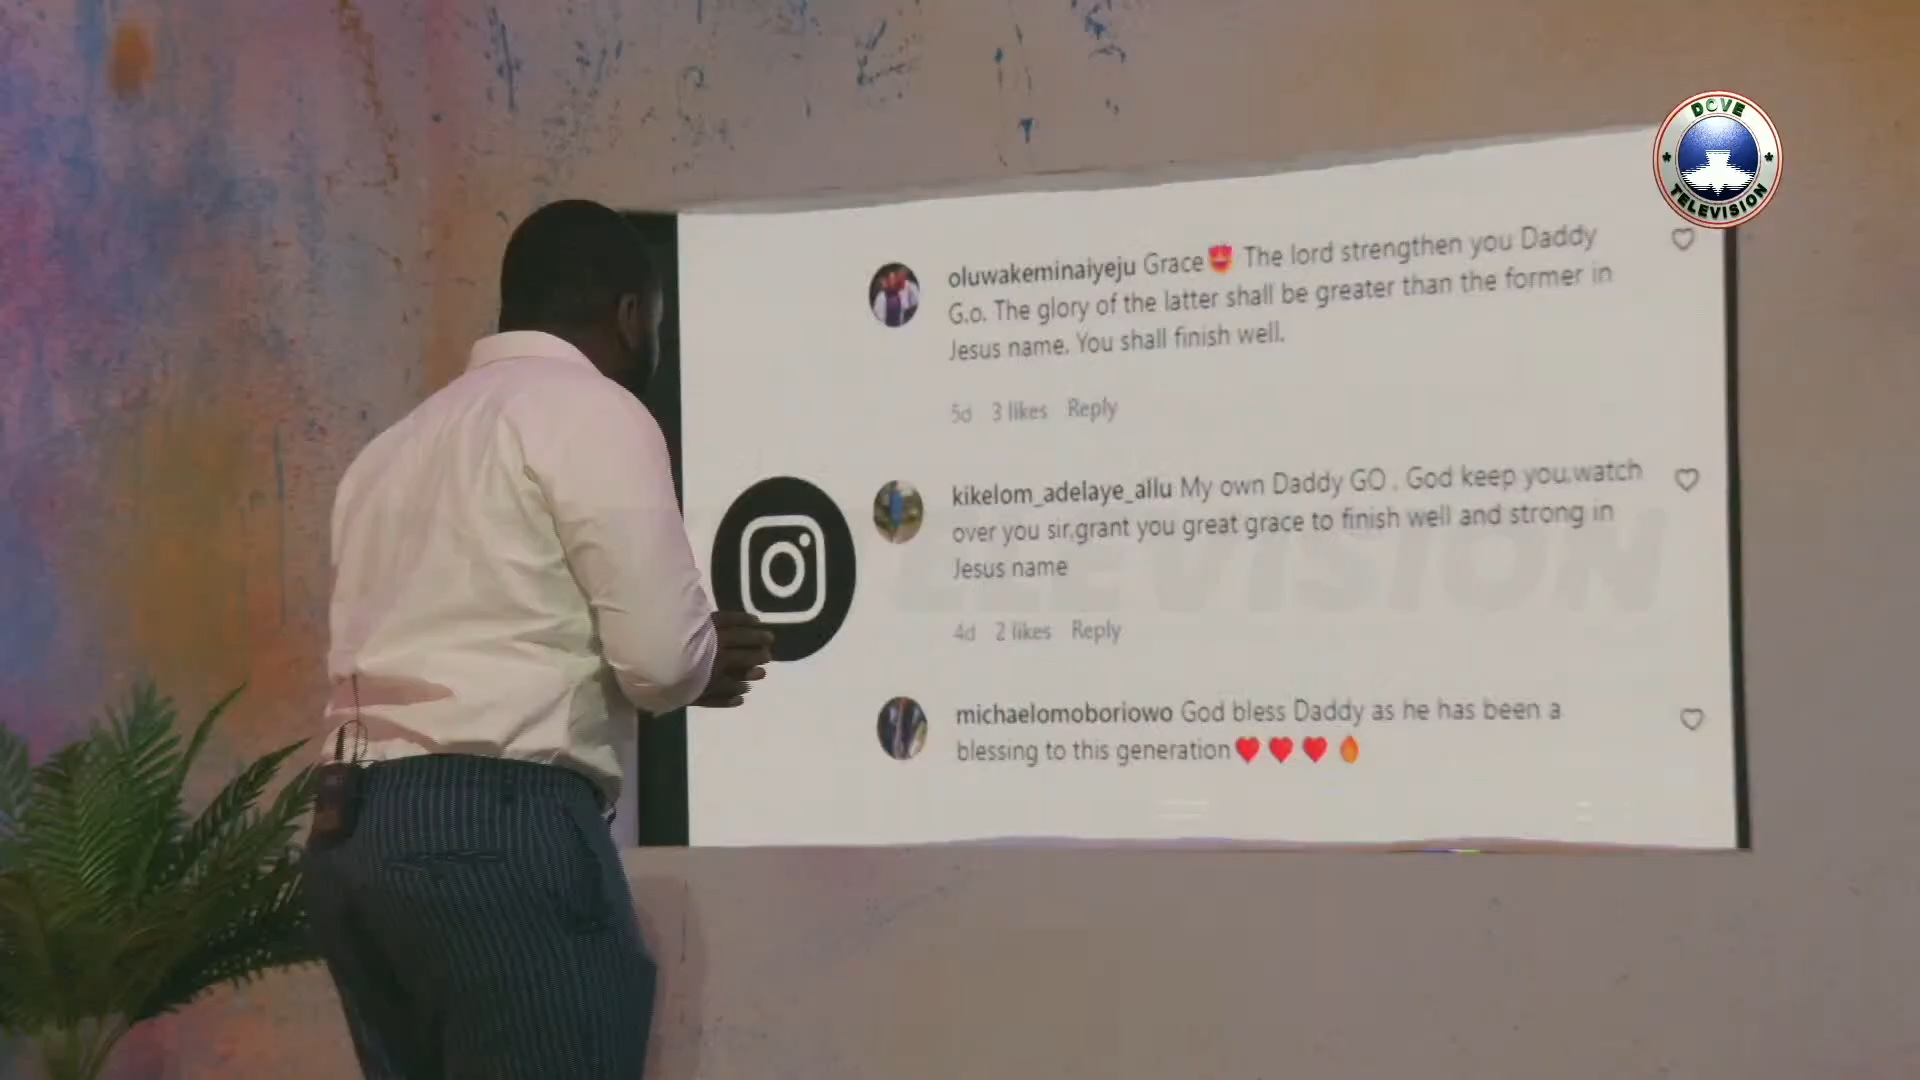 DOVE
TELEVISION
oluwakeminaiyeju Grace😍 The lord strengthen you Daddy
G.o. The glory of the latter shall be greater than the former in
Jesus name. You shall finish well.
5d 3 likes Reply
kikelom_adelaye_allu My own Daddy GO . God keep you,watch
over you sir,grant you great grace to finish well and strong in
Jesus name
4d 2 likes Reply
michaelomoboriowo God bless Daddy as he has been a
blessing to this generation❤️❤️❤️🔥
TELEVISION